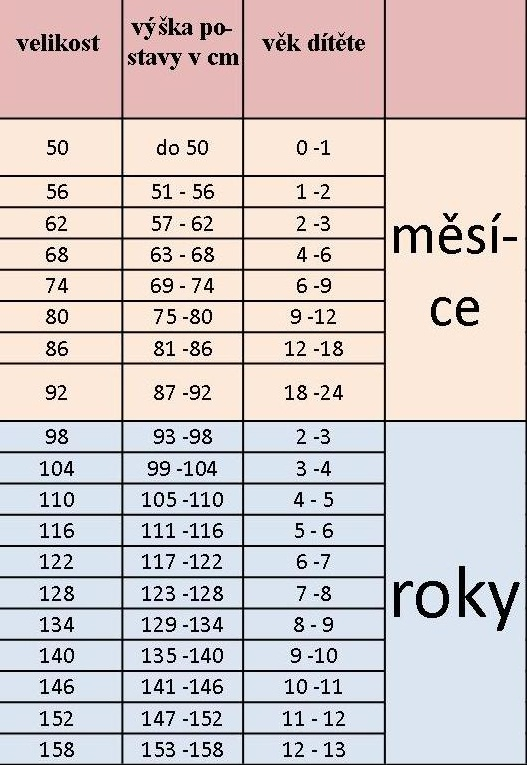 velikost výška po- věk dítěte
stavy v cm
50 do 50 0 -1
56 51 - 56 1 -2
62 57 - 62 2 -3
68 63 - 68 4 -6
74 69 - 74 6 -9
80 75 -80 9 -12
86 81 -86 12 -18
92 87 -92 18 -24
měsí-
ce
98 93 -98 2 -3
104 99 -104 3 -4
110 105 -110 4 - 5
116 111 -116 5 - 6
122 117 -122 6 -7
128 123 -128 7 -8
134 129 -134 8 - 9
140 135 -140 9 -10
146 141 -146 10 -11
152 147 -152 11 - 12
158 153 -158 12 - 13
roky